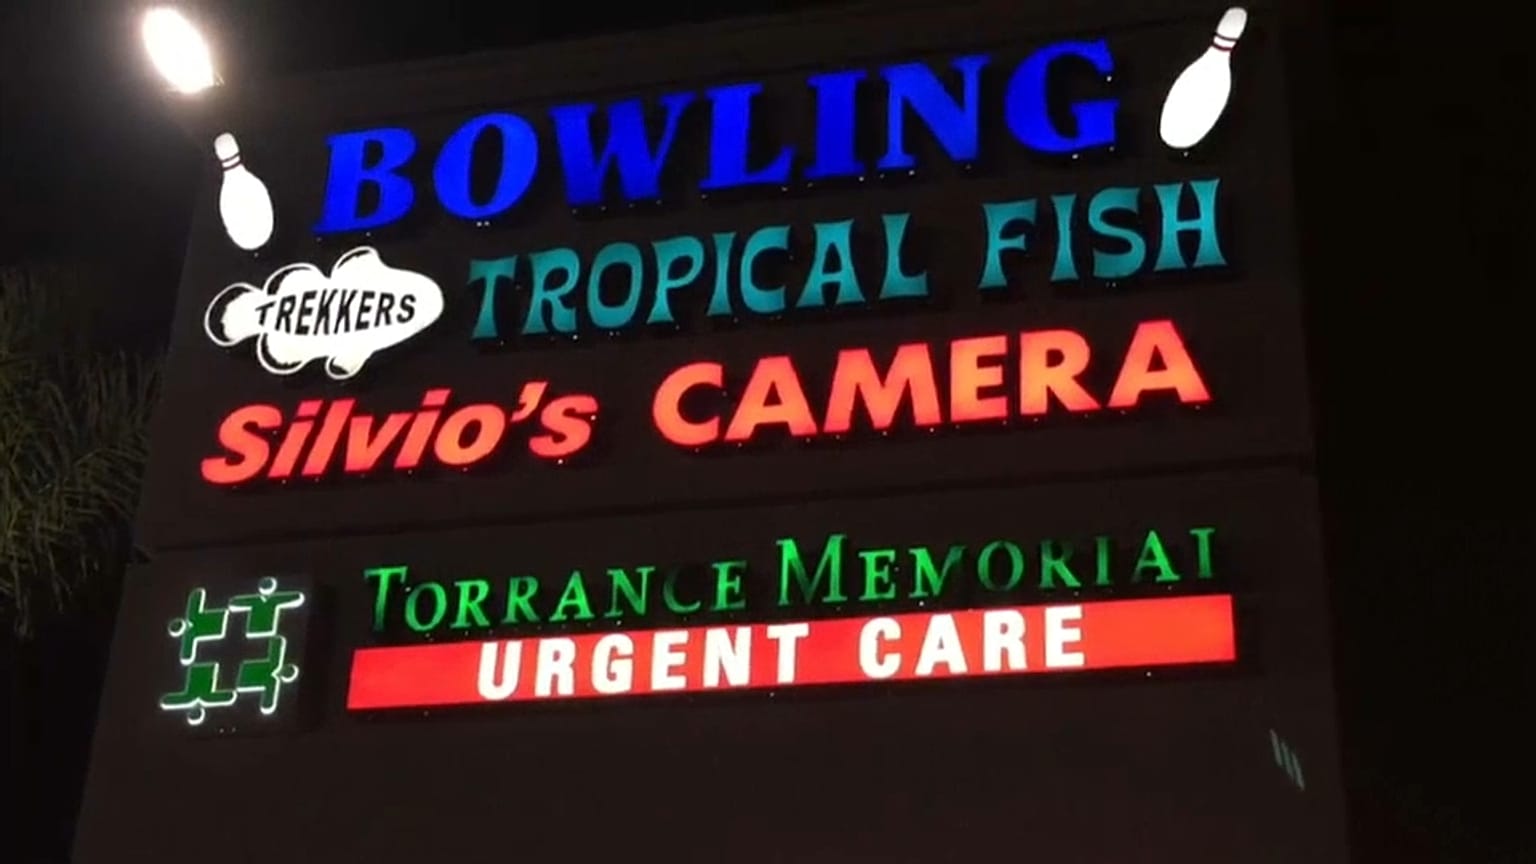 BOWLING
TREKKERS TROPICAL FISH
Silvio's CAMERA
TORRANCE MEMORIAL
URGENT CARE